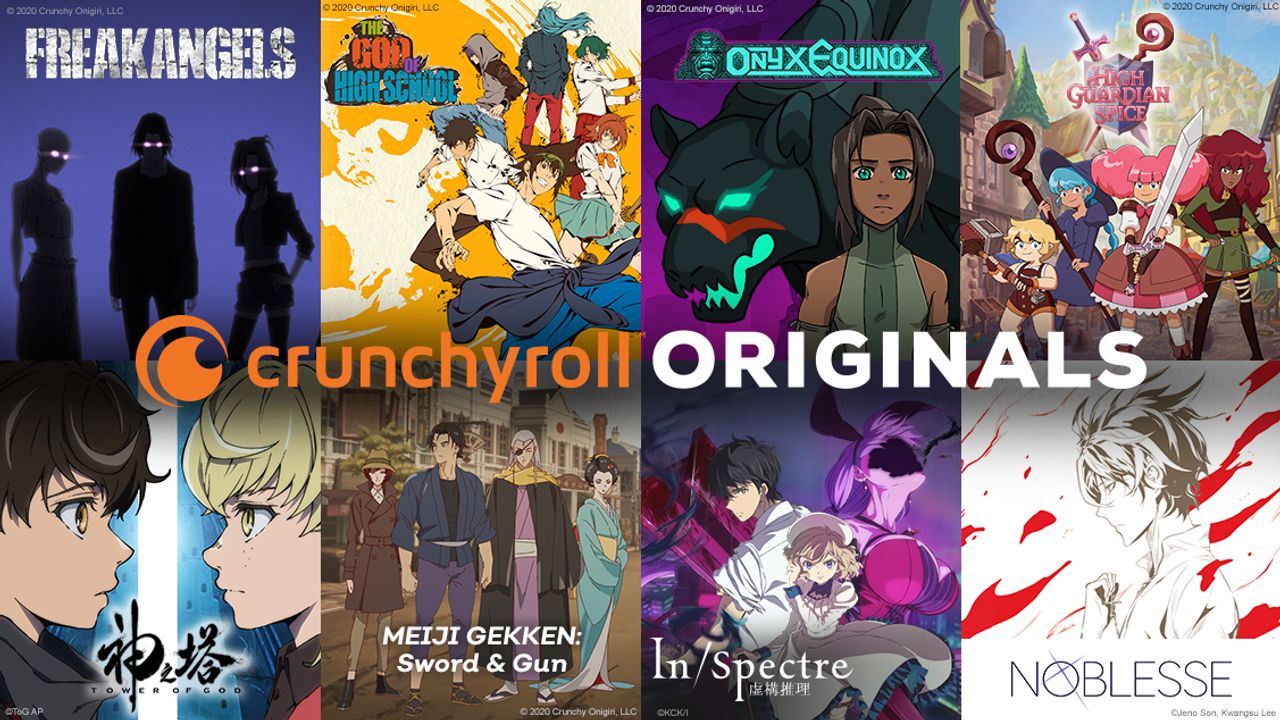 © 2020 Crunchy Onigiri, LLC
FREAKANGELS
© 2020 Crunchy Onigiri, LLC
THE
GOD OF
HIGH SCHOOL
© 2020 Crunchy Onigiri, LLC
ONYX EQUINOX
© 2020 Crunchy Onigiri, LLC
HIGH
GUARDIAN
SPICE
crunchyroll ORIGINALS
神之塔
TOWER OF GOD
©ToG AP
MEIJI GEKKEN:
Sword & Gun
© 2020 Crunchy Onigiri, LLC
In/Spectre
虚構推理
©KCK/I
NOBLESSE
©Jeno Son, Kwangsu Lee